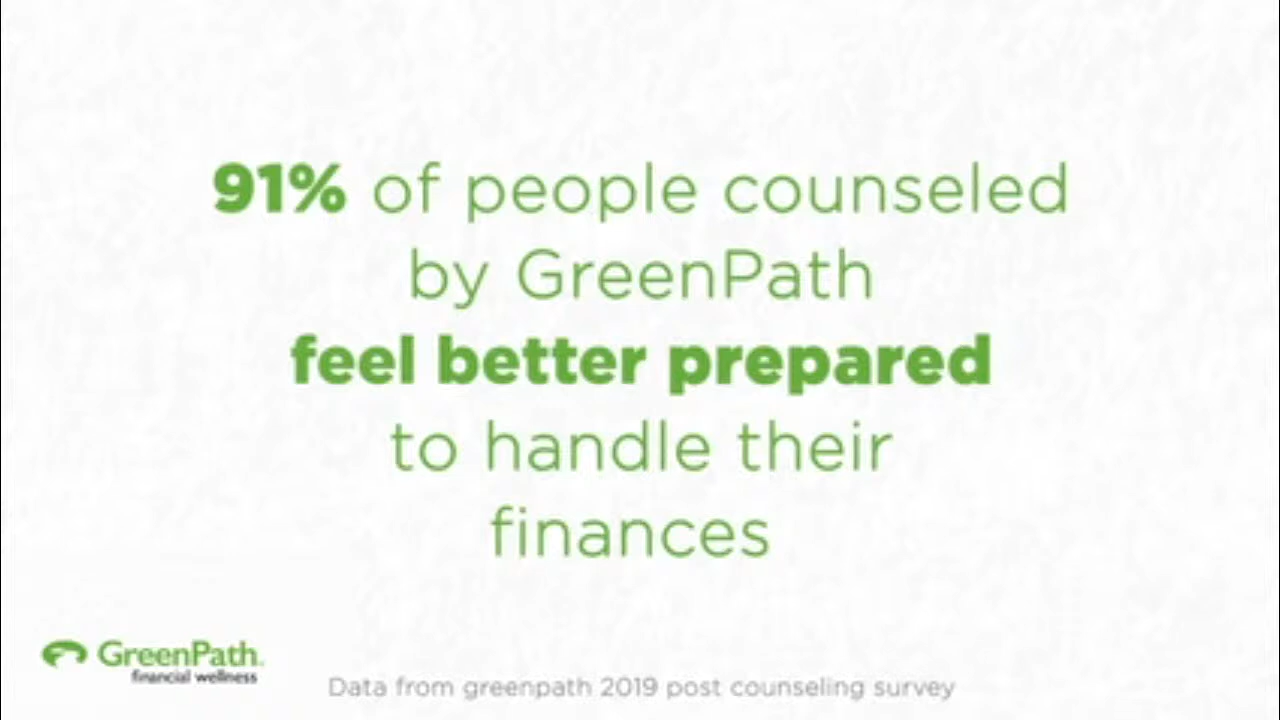 91% of people counseled
by GreenPath
feel better prepared
to handle their
finances
GreenPath
financial wellness
Data from greenpath 2019 post counseling survey